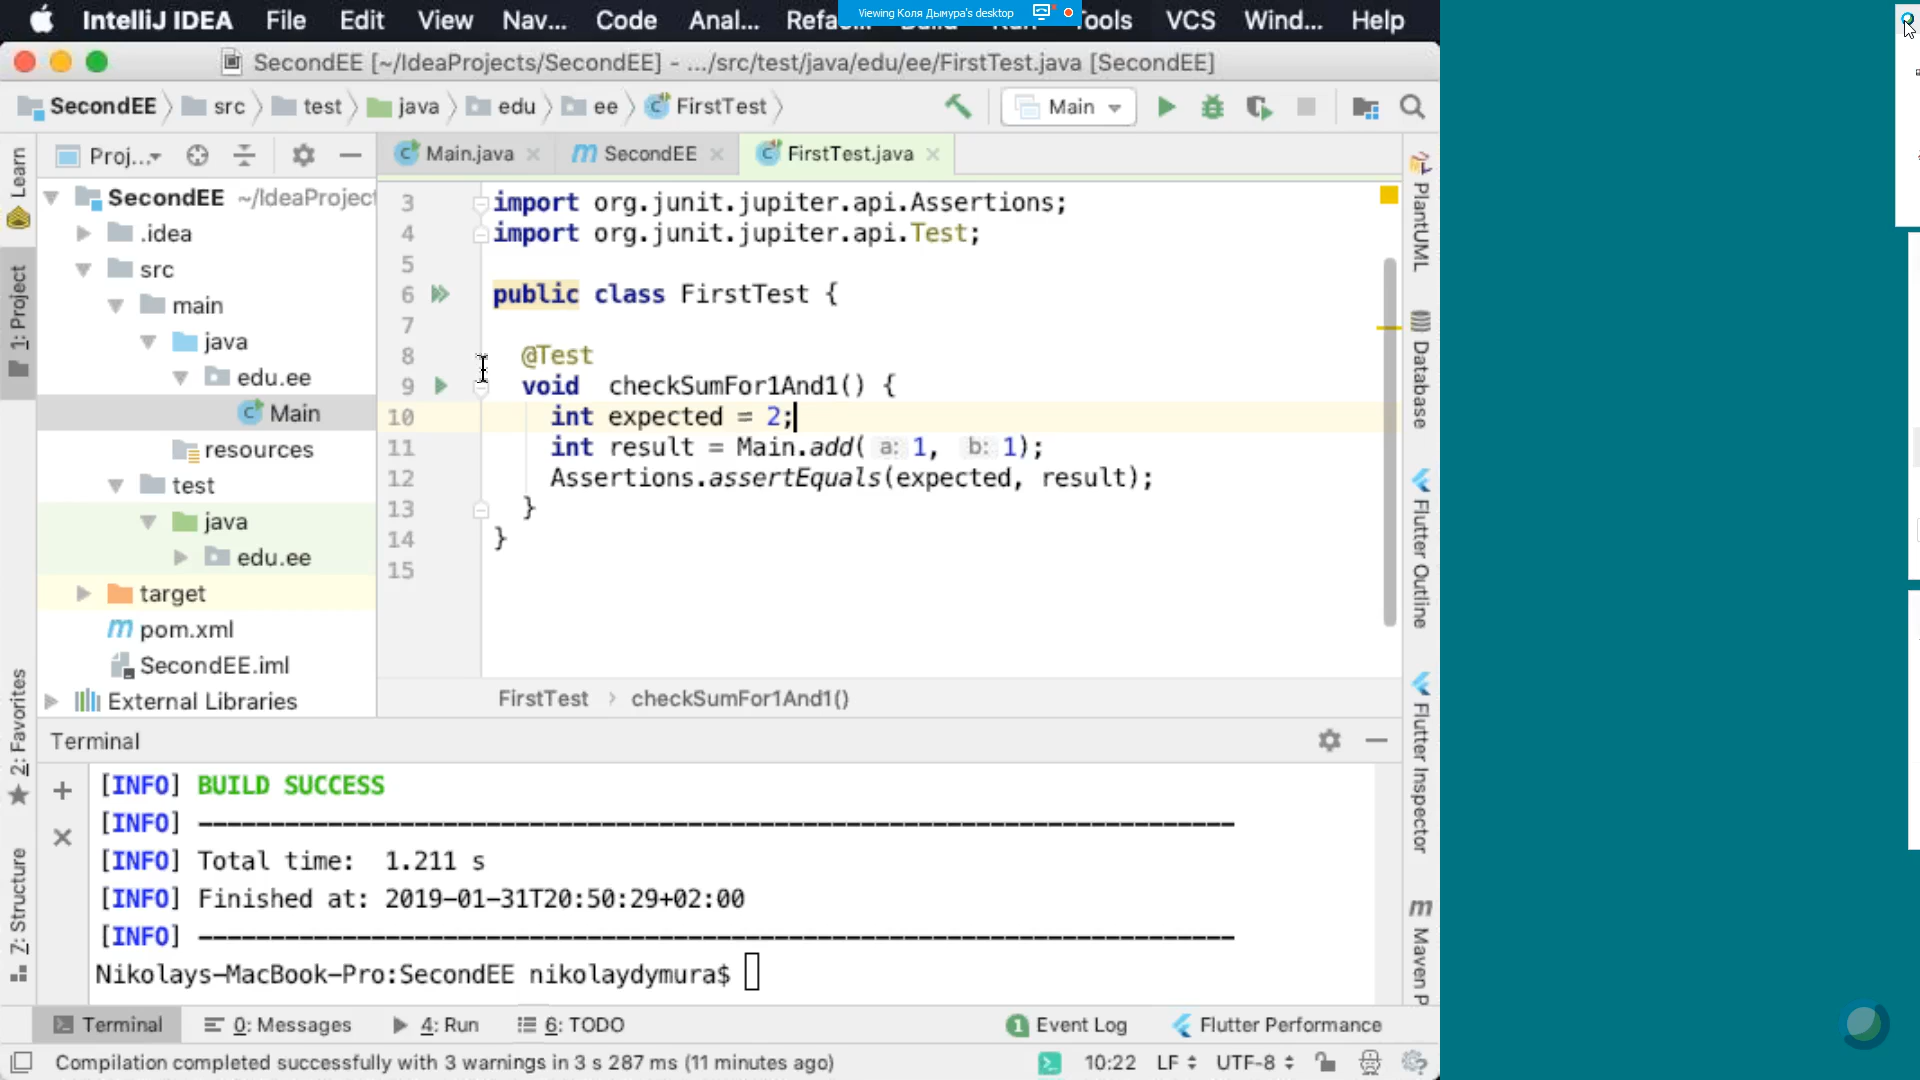 IntelliJ IDEA File Edit View Nav... Code Anal... Refa... Build Run Tools VCS Wind... Help
Viewing Коля Дымура's desktop
SecondEE [~/IdeaProjects/SecondEE] - .../src/test/java/edu/ee/FirstTest.java [SecondEE]
SecondEE src test java edu ee FirstTest Main
Proj... Main.java SecondEE FirstTest.java
Learn
1: Project
2: Favorites
7: Structure
SecondEE ~/IdeaProject
.idea
src
main
java
edu.ee
Main
resources
test
java
edu.ee
target
pom.xml
SecondEE.iml
External Libraries
3 import org.junit.jupiter.api.Assertions;
4 import org.junit.jupiter.api.Test;
5
6 public class FirstTest {
7
8 @Test
9 void checkSumFor1And1() {
10 int expected = 2;
11 int result = Main.add( a: 1, b: 1);
12 Assertions.assertEquals(expected, result);
13 }
14 }
15
FirstTest › checkSumFor1And1()
PlantUML
Database
Flutter Outline
Flutter Inspector
Maven P
Terminal
[INFO] BUILD SUCCESS
[INFO] ------------------------------------------------------------------------
[INFO] Total time: 1.211 s
[INFO] Finished at: 2019-01-31T20:50:29+02:00
[INFO] ------------------------------------------------------------------------
Nikolays-MacBook-Pro:SecondEE nikolaydymura$
Terminal 0: Messages 4: Run 6: TODO 1 Event Log Flutter Performance
Compilation completed successfully with 3 warnings in 3 s 287 ms (11 minutes ago) 10:22 LF UTF-8